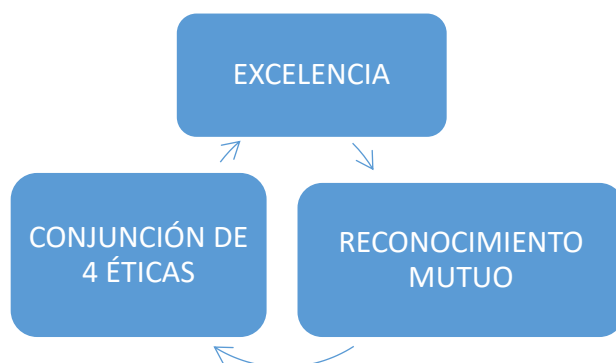 EXCELENCIA
CONJUNCIÓN DE
4 ÉTICAS
RECONOCIMIENTO
MUTUO